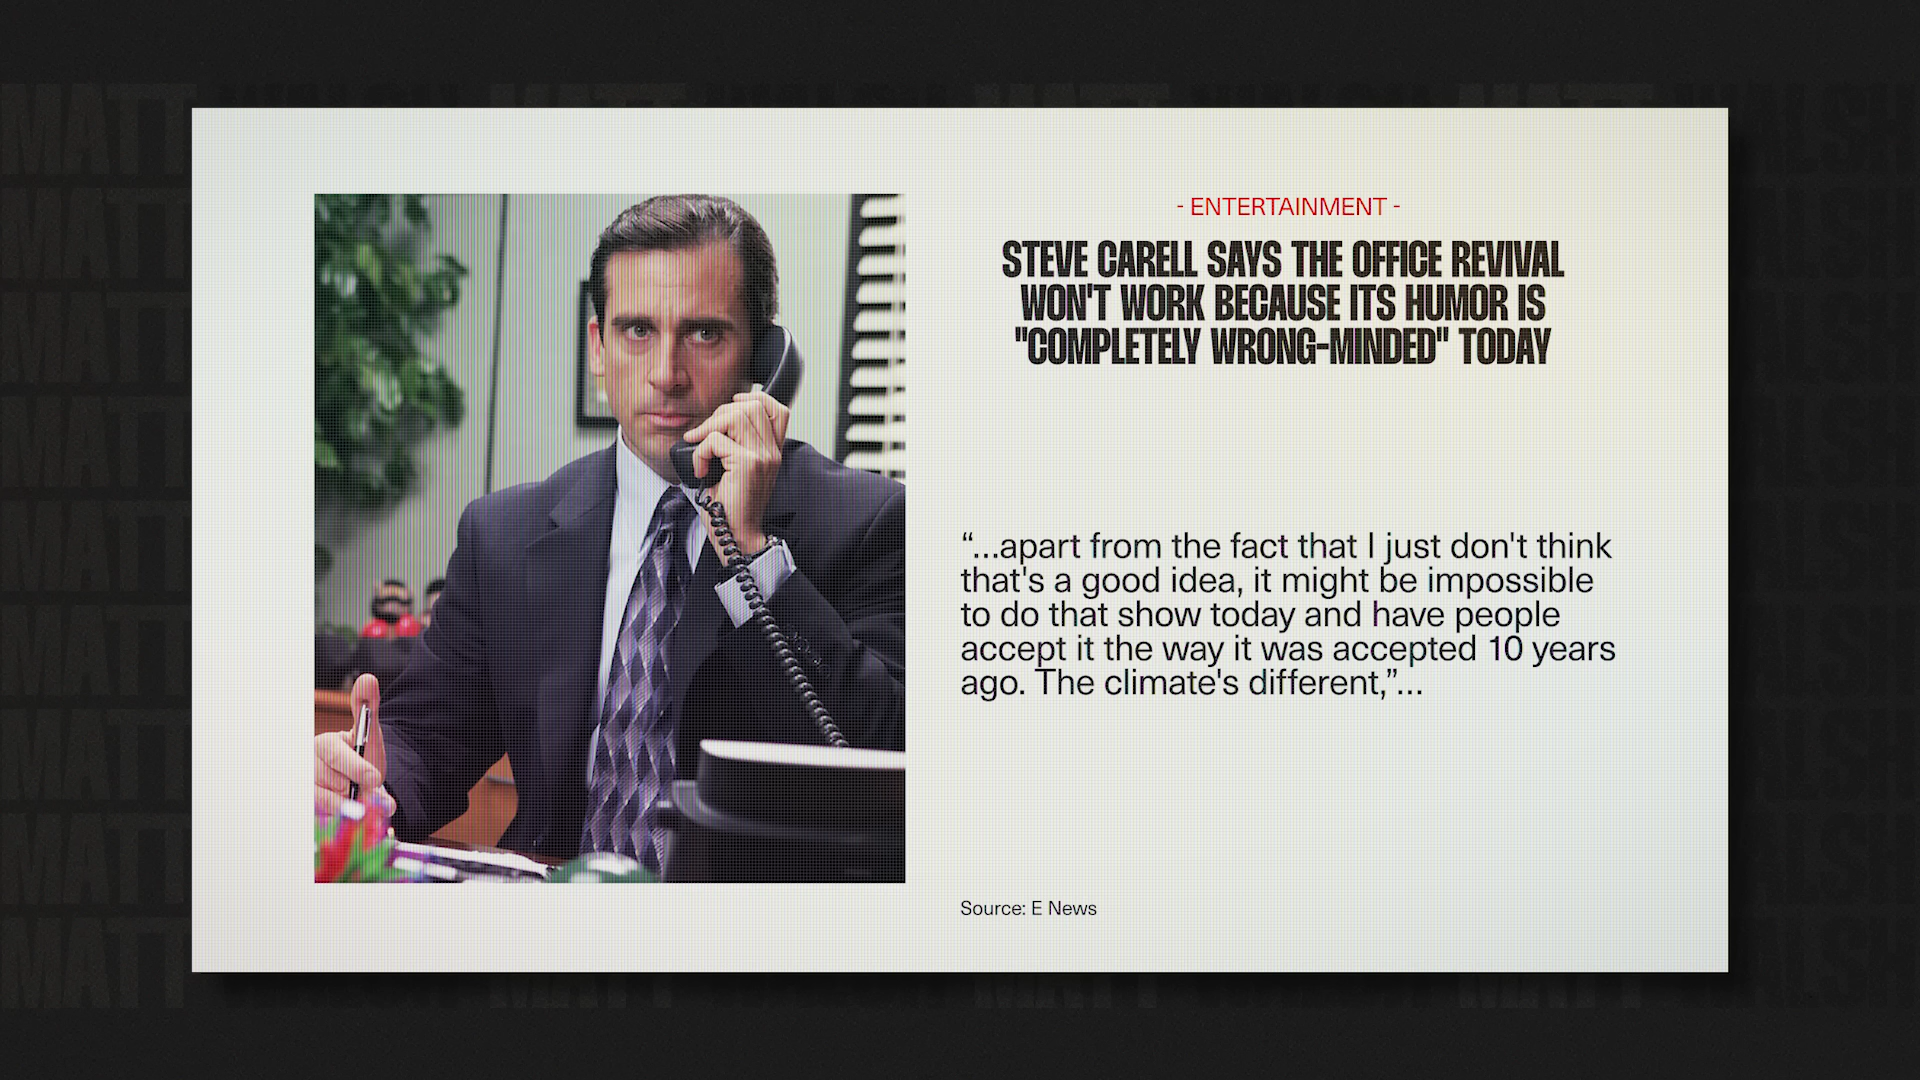 - ENTERTAINMENT -
STEVE CARELL SAYS THE OFFICE REVIVAL
WON'T WORK BECAUSE ITS HUMOR IS
"COMPLETELY WRONG-MINDED" TODAY
“...apart from the fact that I just don't think
that's a good idea, it might be impossible
to do that show today and have people
accept it the way it was accepted 10 years
ago. The climate's different,”...
Source: E News